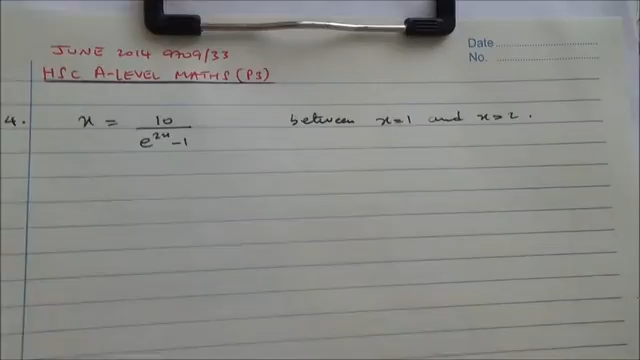 Date
No.
JUNE 2014 9709/33
HSC A-LEVEL MATHS (P3)
4. x = 10 / (e^2x - 1) between x=1 and x=2.